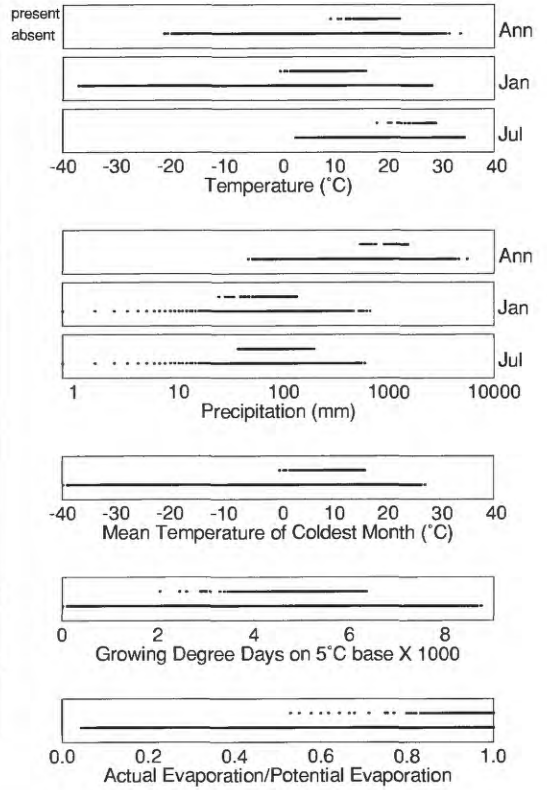 present
absent
Ann
Jan
Jul
-40 -30 -20 -10 0 10 20 30 40
Temperature (˚C)
Ann
Jan
Jul
1 10 100 1000 10000
Precipitation (mm)
-40 -30 -20 -10 0 10 20 30 40
Mean Temperature of Coldest Month (˚C)
0 2 4 6 8
Growing Degree Days on 5˚C base X 1000
0.0 0.2 0.4 0.6 0.8 1.0
Actual Evaporation/Potential Evaporation